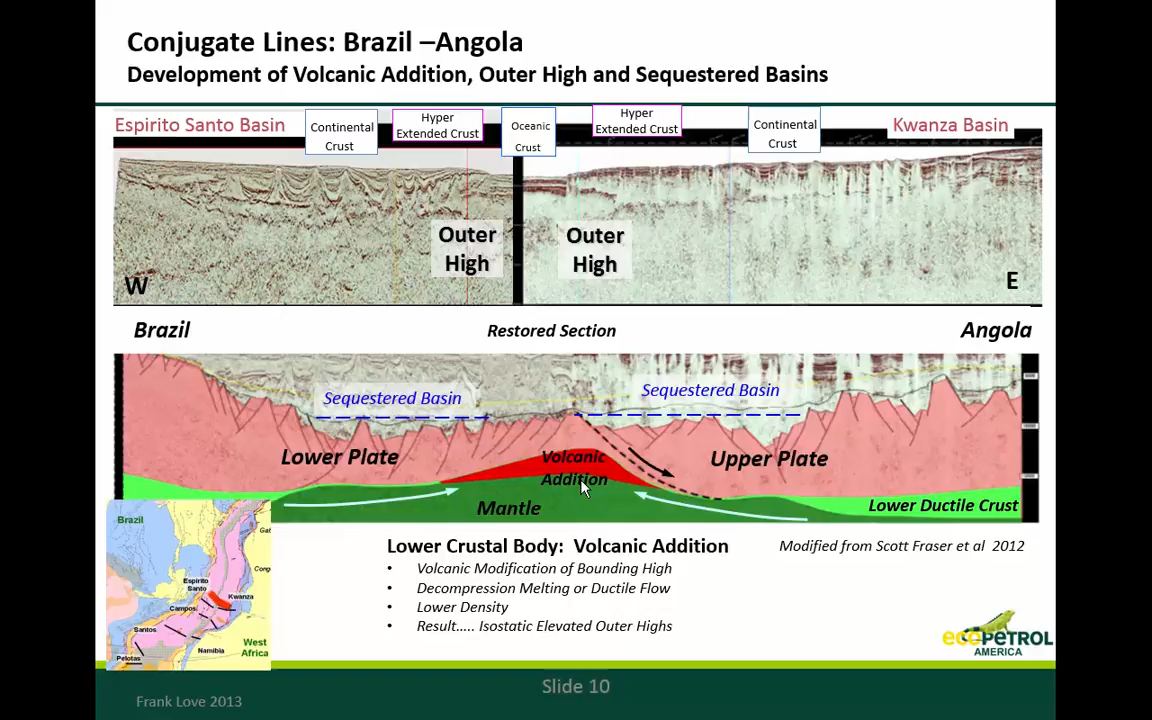 Conjugate Lines: Brazil –Angola
Development of Volcanic Addition, Outer High and Sequestered Basins
Espirito Santo Basin
Continental
Crust
Hyper
Extended Crust
Oceanic
Crust
Hyper
Extended Crust
Continental
Crust
Kwanza Basin
Outer
High
Outer
High
W
E
Brazil
Restored Section
Angola
Sequestered Basin
Sequestered Basin
Lower Plate
Volcanic
Addition
Upper Plate
Mantle
Lower Ductile Crust
Brazil
Espirito
Santo
Kwanza
Campos
Santos
Namibia
West
Africa
Pelotas
Gab
Cong
Lower Crustal Body: Volcanic Addition
Modified from Scott Fraser et al 2012
• Volcanic Modification of Bounding High
• Decompression Melting or Ductile Flow
• Lower Density
• Result..... Isostatic Elevated Outer Highs
ecoPETROL
AMERICA
Slide 10
Frank Love 2013